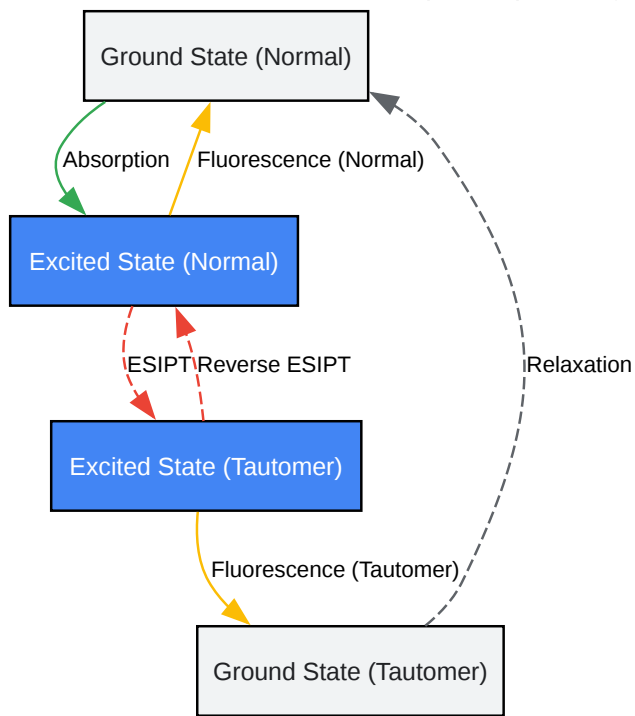 Ground State (Normal)
Absorption
Fluorescence (Normal)
Excited State (Normal)
ESIPT
Reverse ESIPT
Relaxation
Excited State (Tautomer)
Fluorescence (Tautomer)
Ground State (Tautomer)